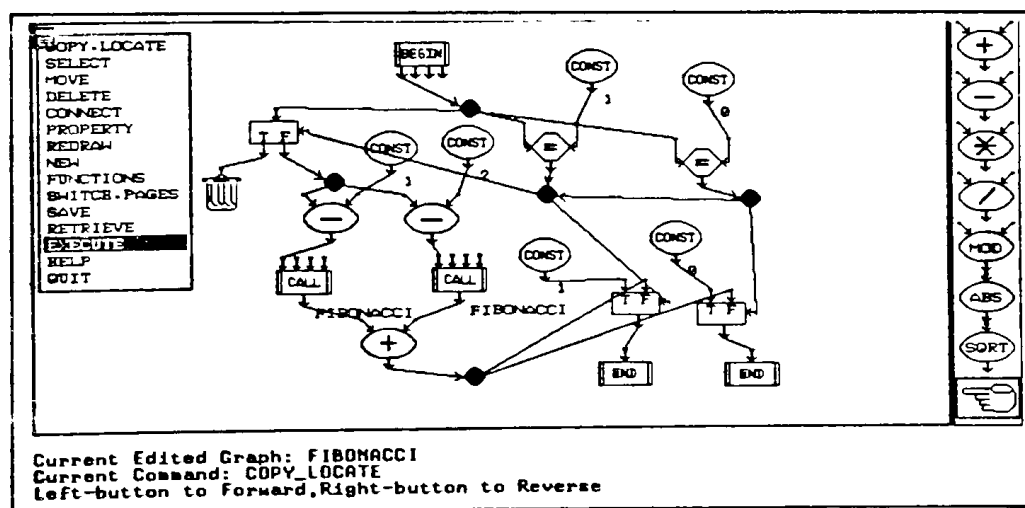 COPY.LOCATE
SELECT
MOVE
DELETE
CONNECT
PROPERTY
REDRAW
NEW
FUNCTIONS
SWITCH.PAGES
SAVE
RETRIEVE
EXECUTE
HELP
QUIT
BEGIN
CONST
CONST
1
0
T F
CONST
CONST
=
=
1
2
−
−
CONST
CONST
CALL
CALL
1
0
T F
T F
FIBONACCI
FIBONACCI
+
END
END
+
−
*
/
MOD
ABS
SQRT
Current Edited Graph: FIBONACCI
Current Command: COPY_LOCATE
Left-button to Forward,Right-button to Reverse